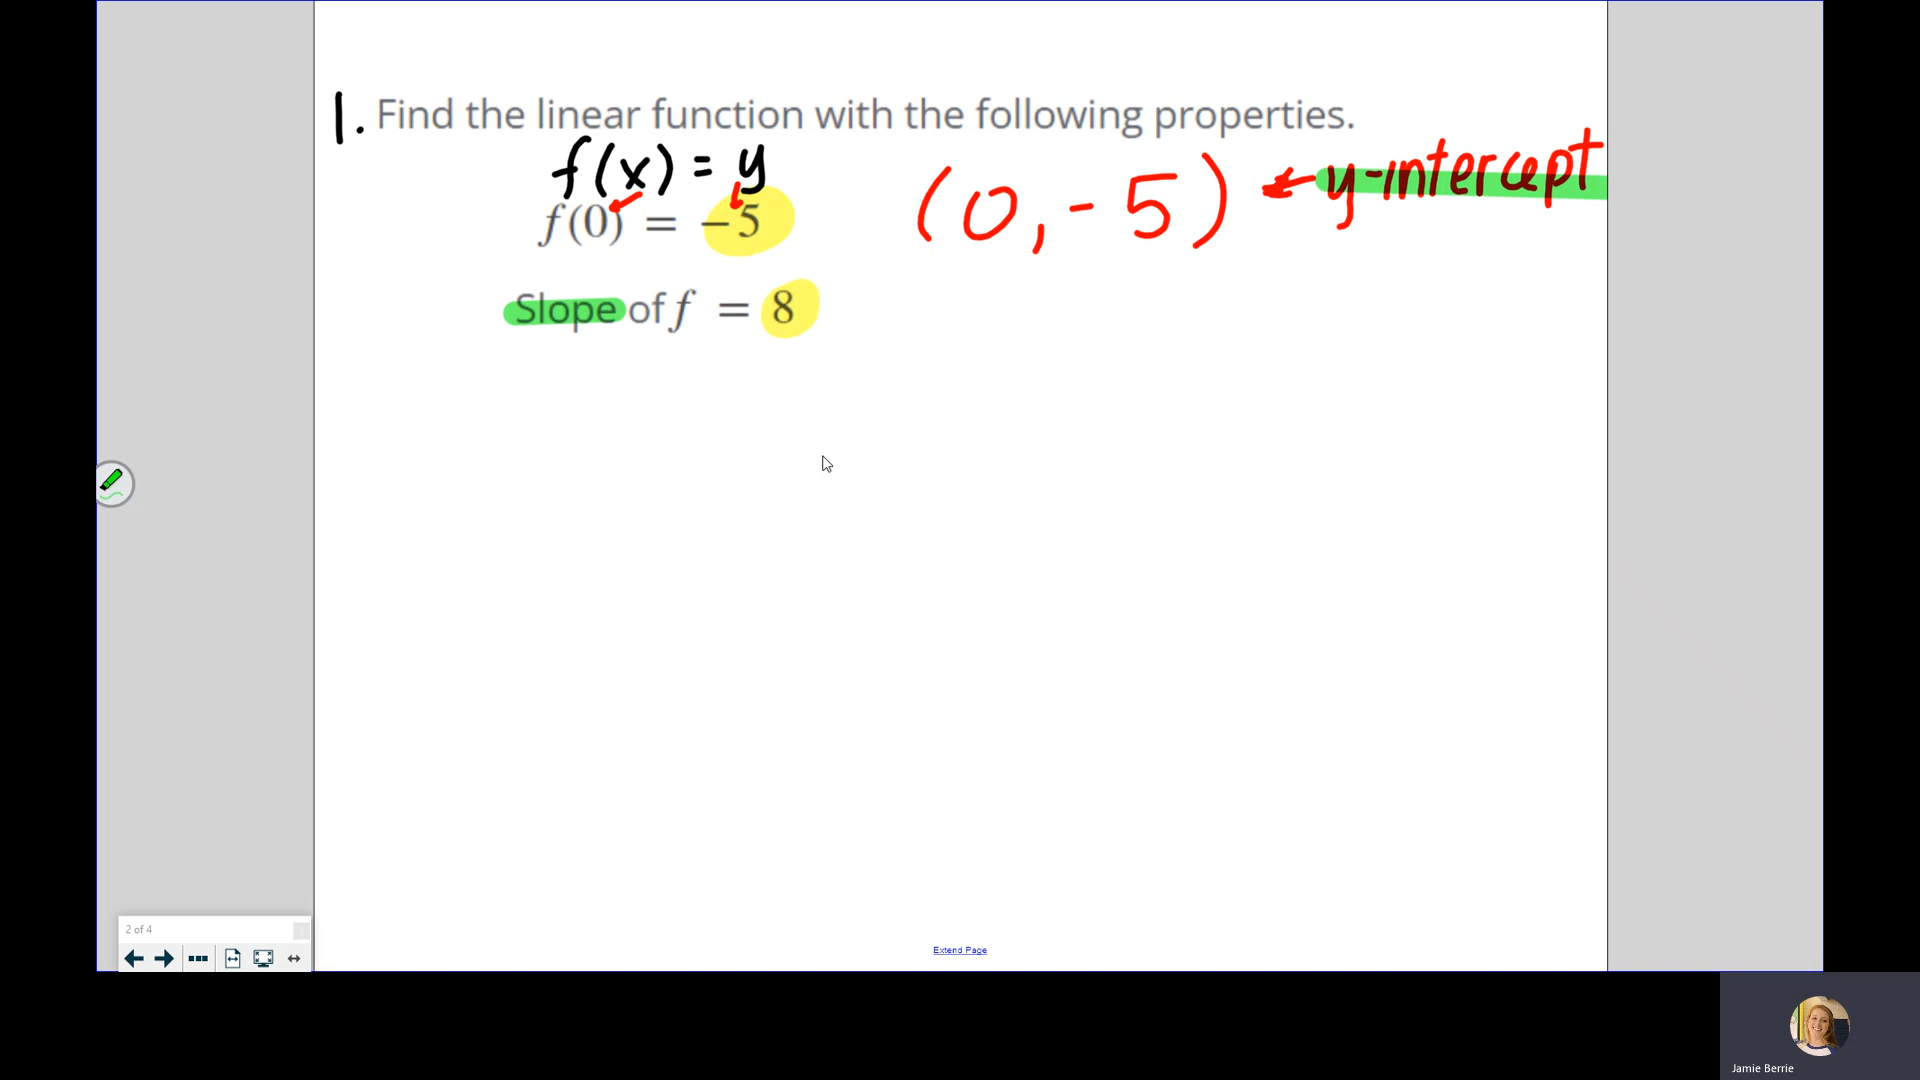 1. Find the linear function with the following properties.
f(x) = y
f(0) = −5
(0, -5) ← y-intercept
Slope of f = 8
2 of 4
Extend Page
Jamie Berrie